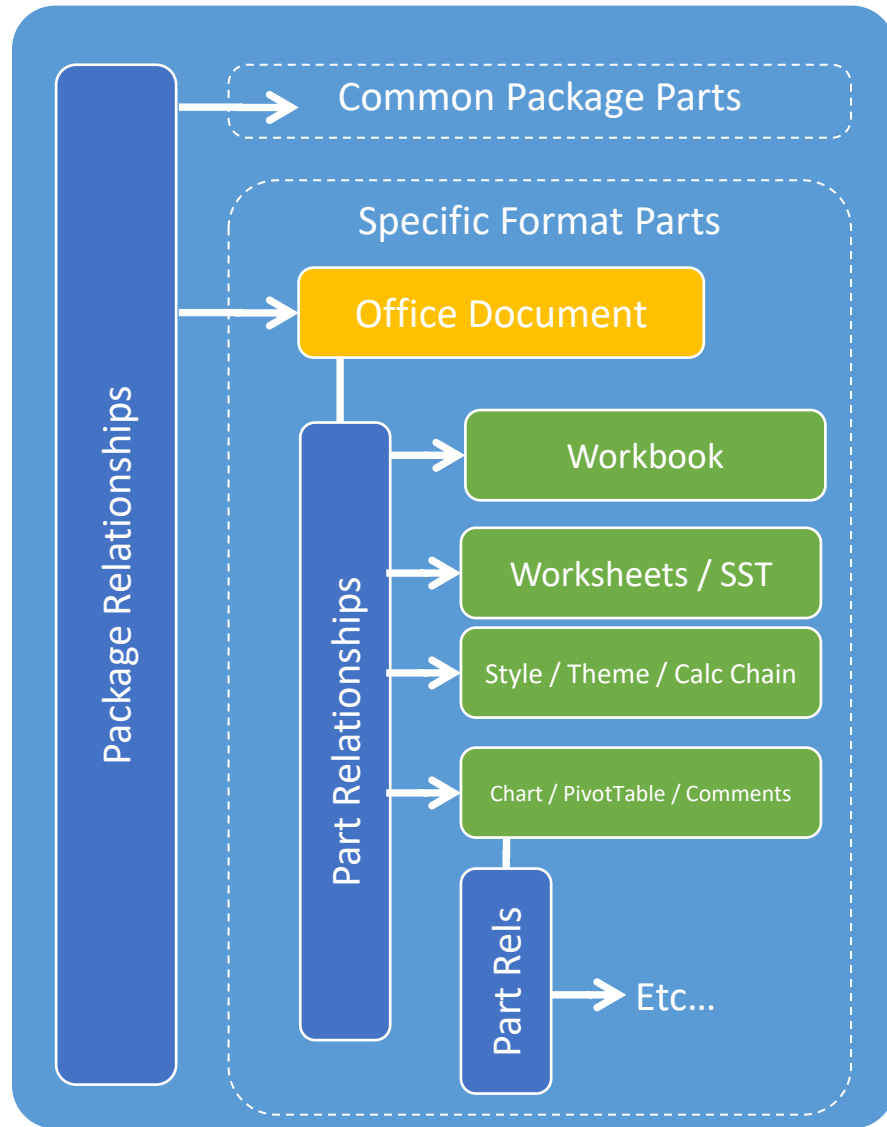 Common Package Parts
Package Relationships
Specific Format Parts
Office Document
Part Relationships
Workbook
Worksheets / SST
Style / Theme / Calc Chain
Chart / PivotTable / Comments
Part Rels
Etc...